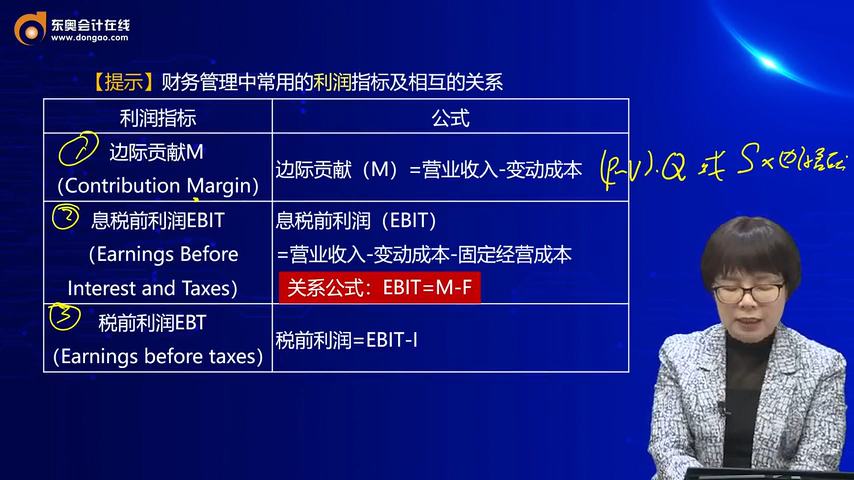 东奥会计在线
www.dongao.com
【提示】财务管理中常用的利润指标及相互的关系
利润指标
公式
① 边际贡献M
(Contribution Margin)
边际贡献（M）=营业收入-变动成本
(P-V)·Q 或 S×
② 息税前利润EBIT
（Earnings Before
Interest and Taxes）
息税前利润（EBIT）
=营业收入-变动成本-固定经营成本
关系公式：EBIT=M-F
③ 税前利润EBT
（Earnings before taxes）
税前利润=EBIT-I